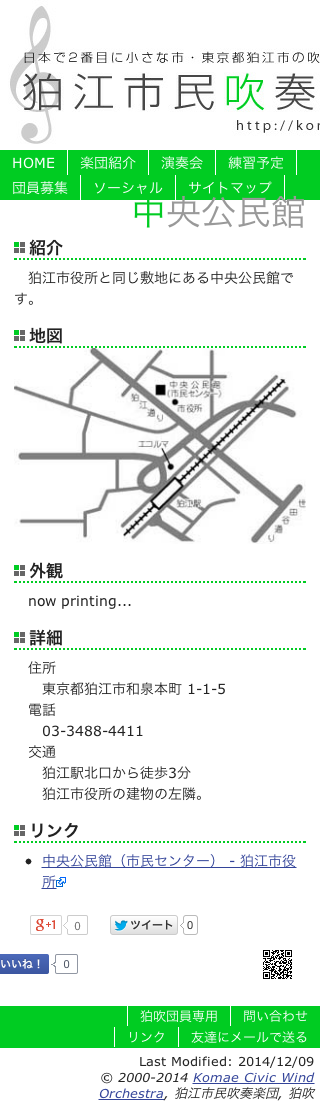 日本で2番目に小さな市・東京都狛江市の吹
狛江市民吹奏
http://kor
HOME 楽団紹介 演奏会 練習予定
団員募集 ソーシャル サイトマップ
中央公民館
紹介
狛江市役所と同じ敷地にある中央公民館で
す。
地図
中央公民館
(市民センター)
市役所
狛江通り
エコルマ
狛江駅
世田谷通り
外観
now printing...
詳細
住所
東京都狛江市和泉本町 1-1-5
電話
03-3488-4411
交通
狛江駅北口から徒歩3分
狛江市役所の建物の左隣。
リンク
中央公民館（市民センター） - 狛江市役
所
g+1 0 ツイート 0
いいね！ 0
狛吹団員専用 問い合わせ
リンク 友達にメールで送る
Last Modified: 2014/12/09
© 2000-2014 Komae Civic Wind
Orchestra, 狛江市民吹奏楽団, 狛吹